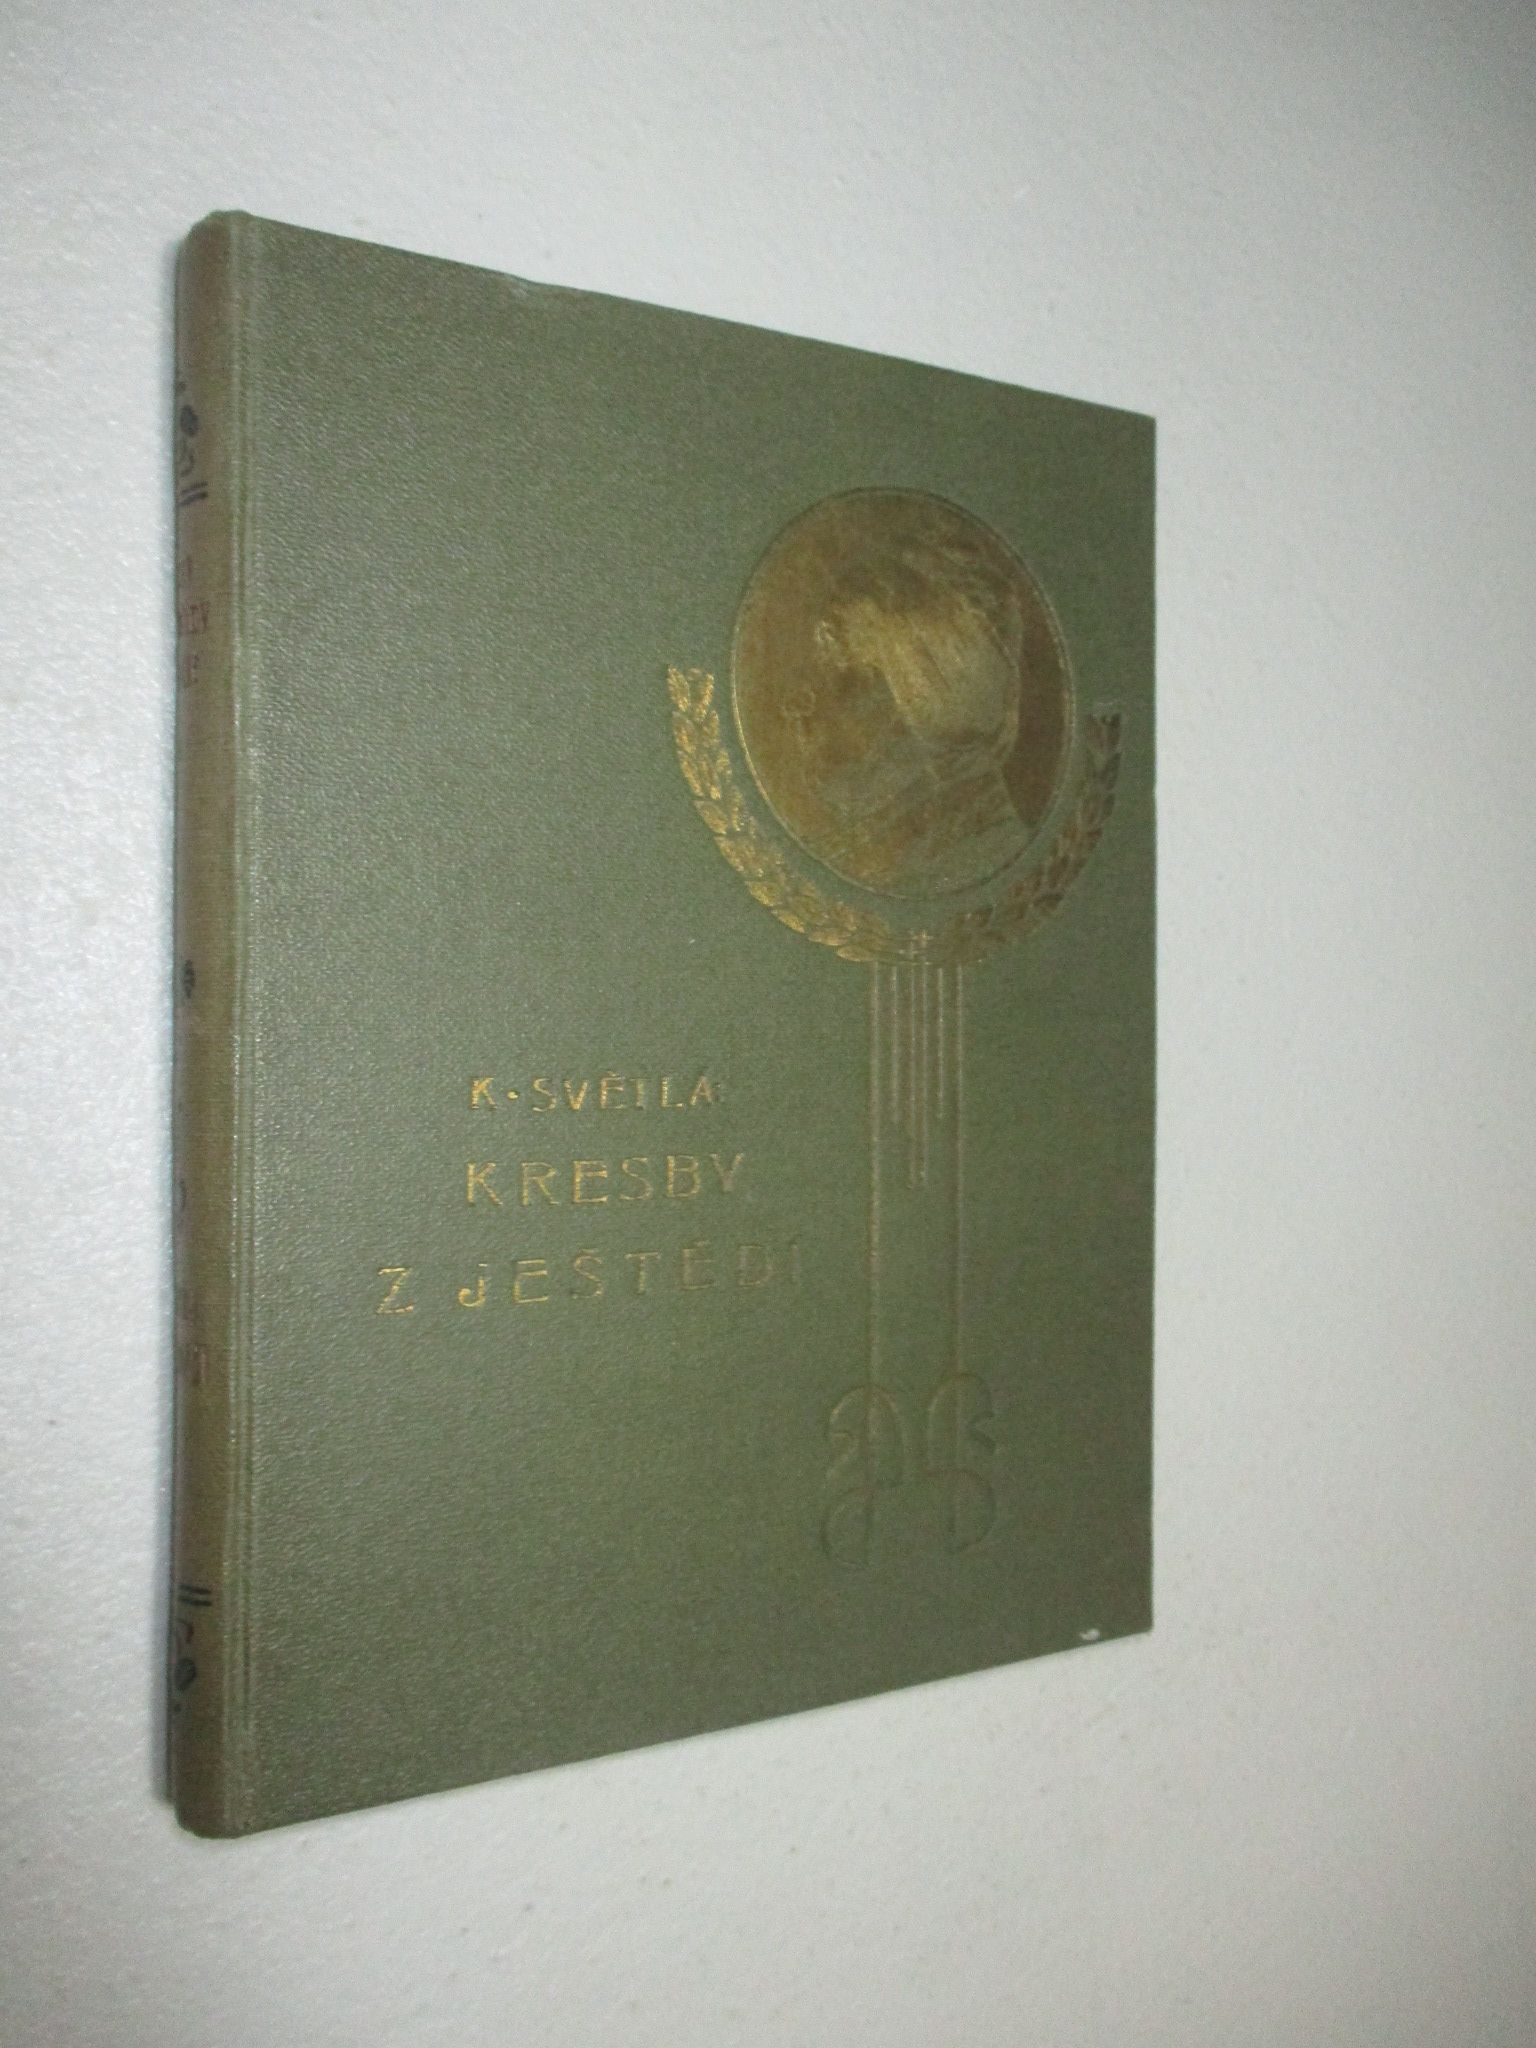 K. SVĚTLÁ
KRESBY
Z JEŠTĚDÍ